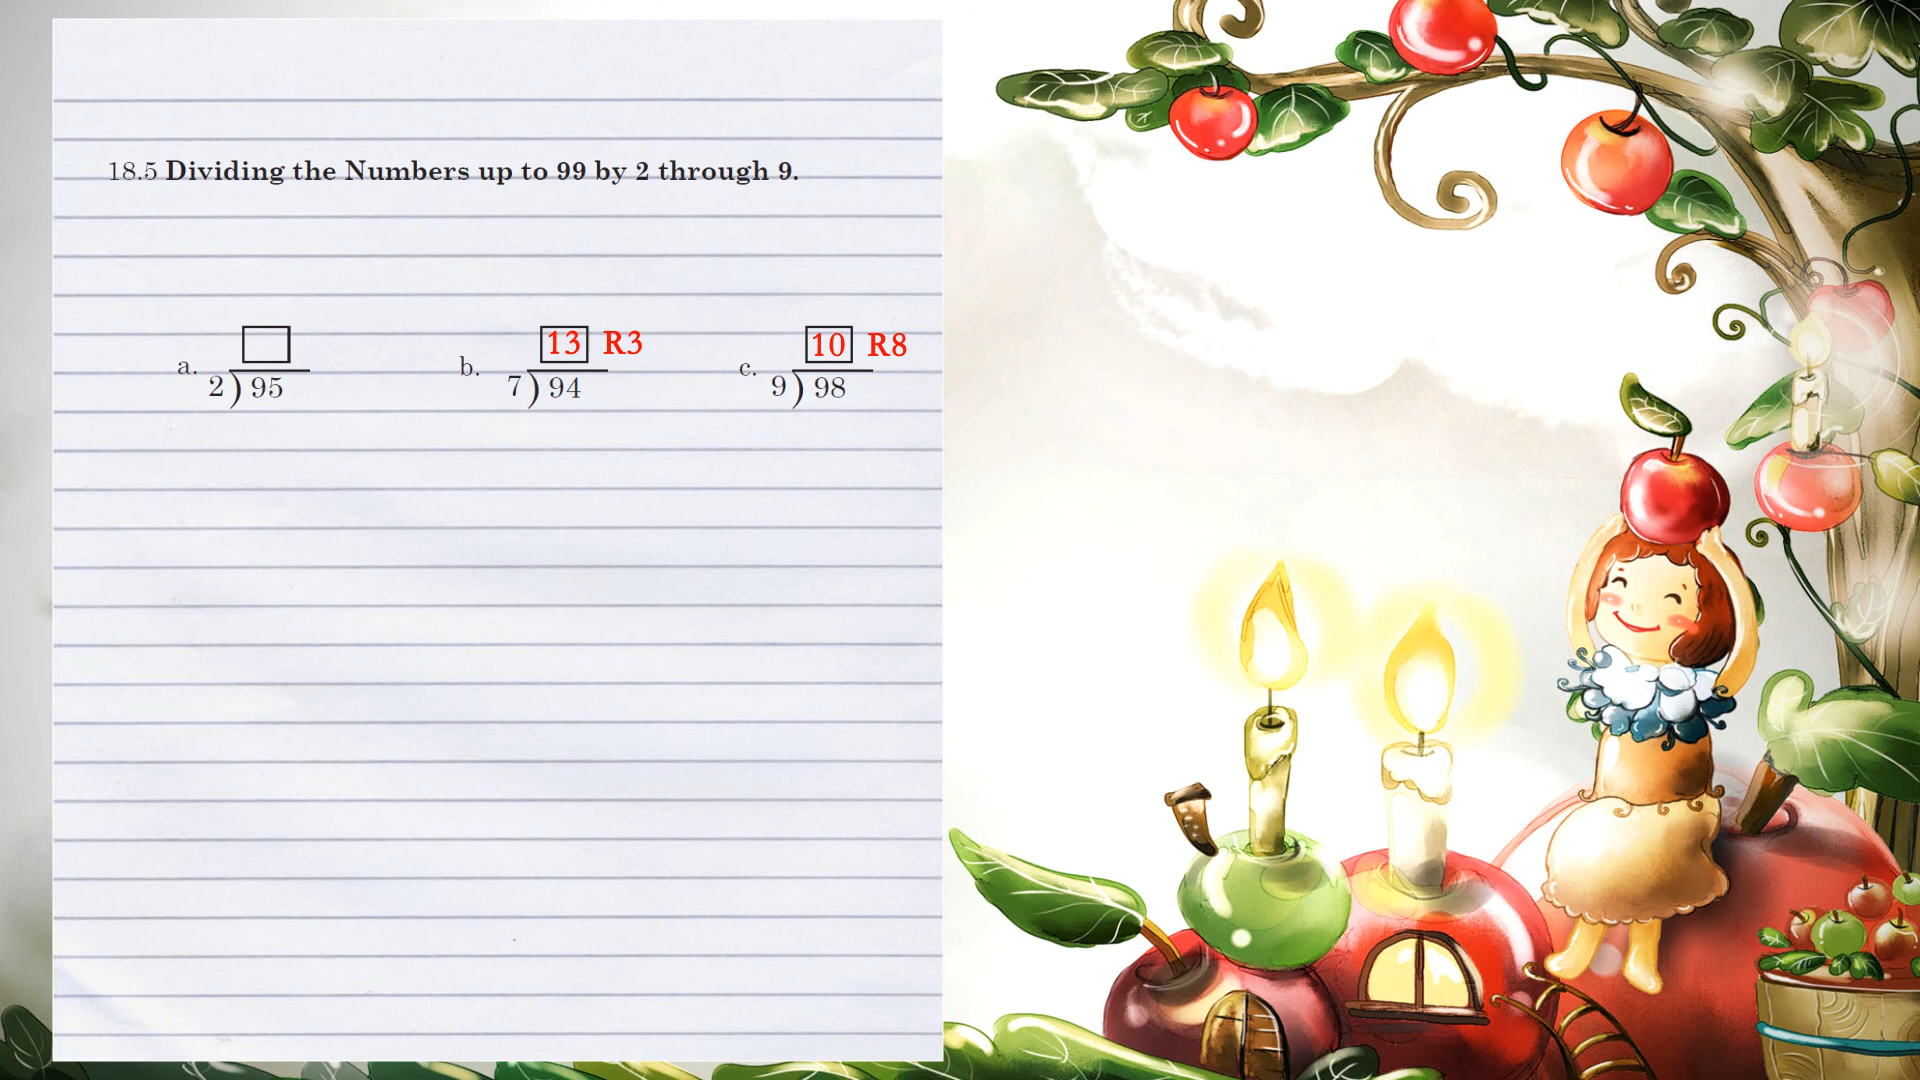 18.5 Dividing the Numbers up to 99 by 2 through 9.
13 R3 10 R8
a. 2)95 b. 7)94 c. 9)98